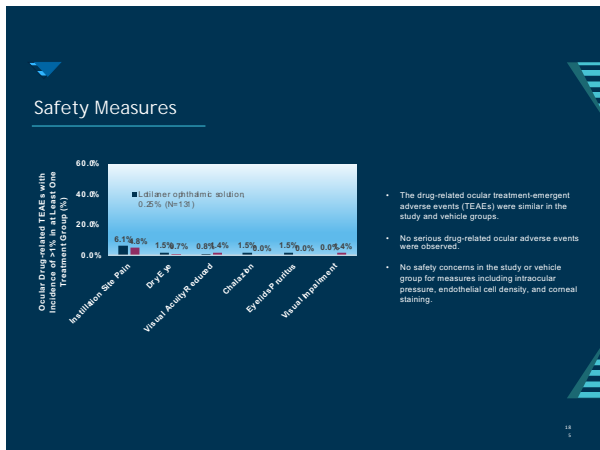 Safety Measures
Ocular Drug-related TEAEs with
Incidence of >1% in at Least One
Treatment Group (%)
60.0%
40.0%
20.0%
0.0%
Lotilaner ophthalmic solution,
0.25% (N=131)
6.1% 4.8% 1.5% 0.7% 0.8% 1.4% 1.5% 0.0% 1.5% 0.0% 0.0% 1.4%
Instillation Site Pain
Dry Eye
Visual Acuity Reduced
Chalazion
Eyelids Pruritus
Visual Impairment
• The drug-related ocular treatment-emergent
adverse events (TEAEs) were similar in the
study and vehicle groups.
• No serious drug-related ocular adverse events
were observed.
• No safety concerns in the study or vehicle
group for measures including intraocular
pressure, endothelial cell density, and corneal
staining.
18
5